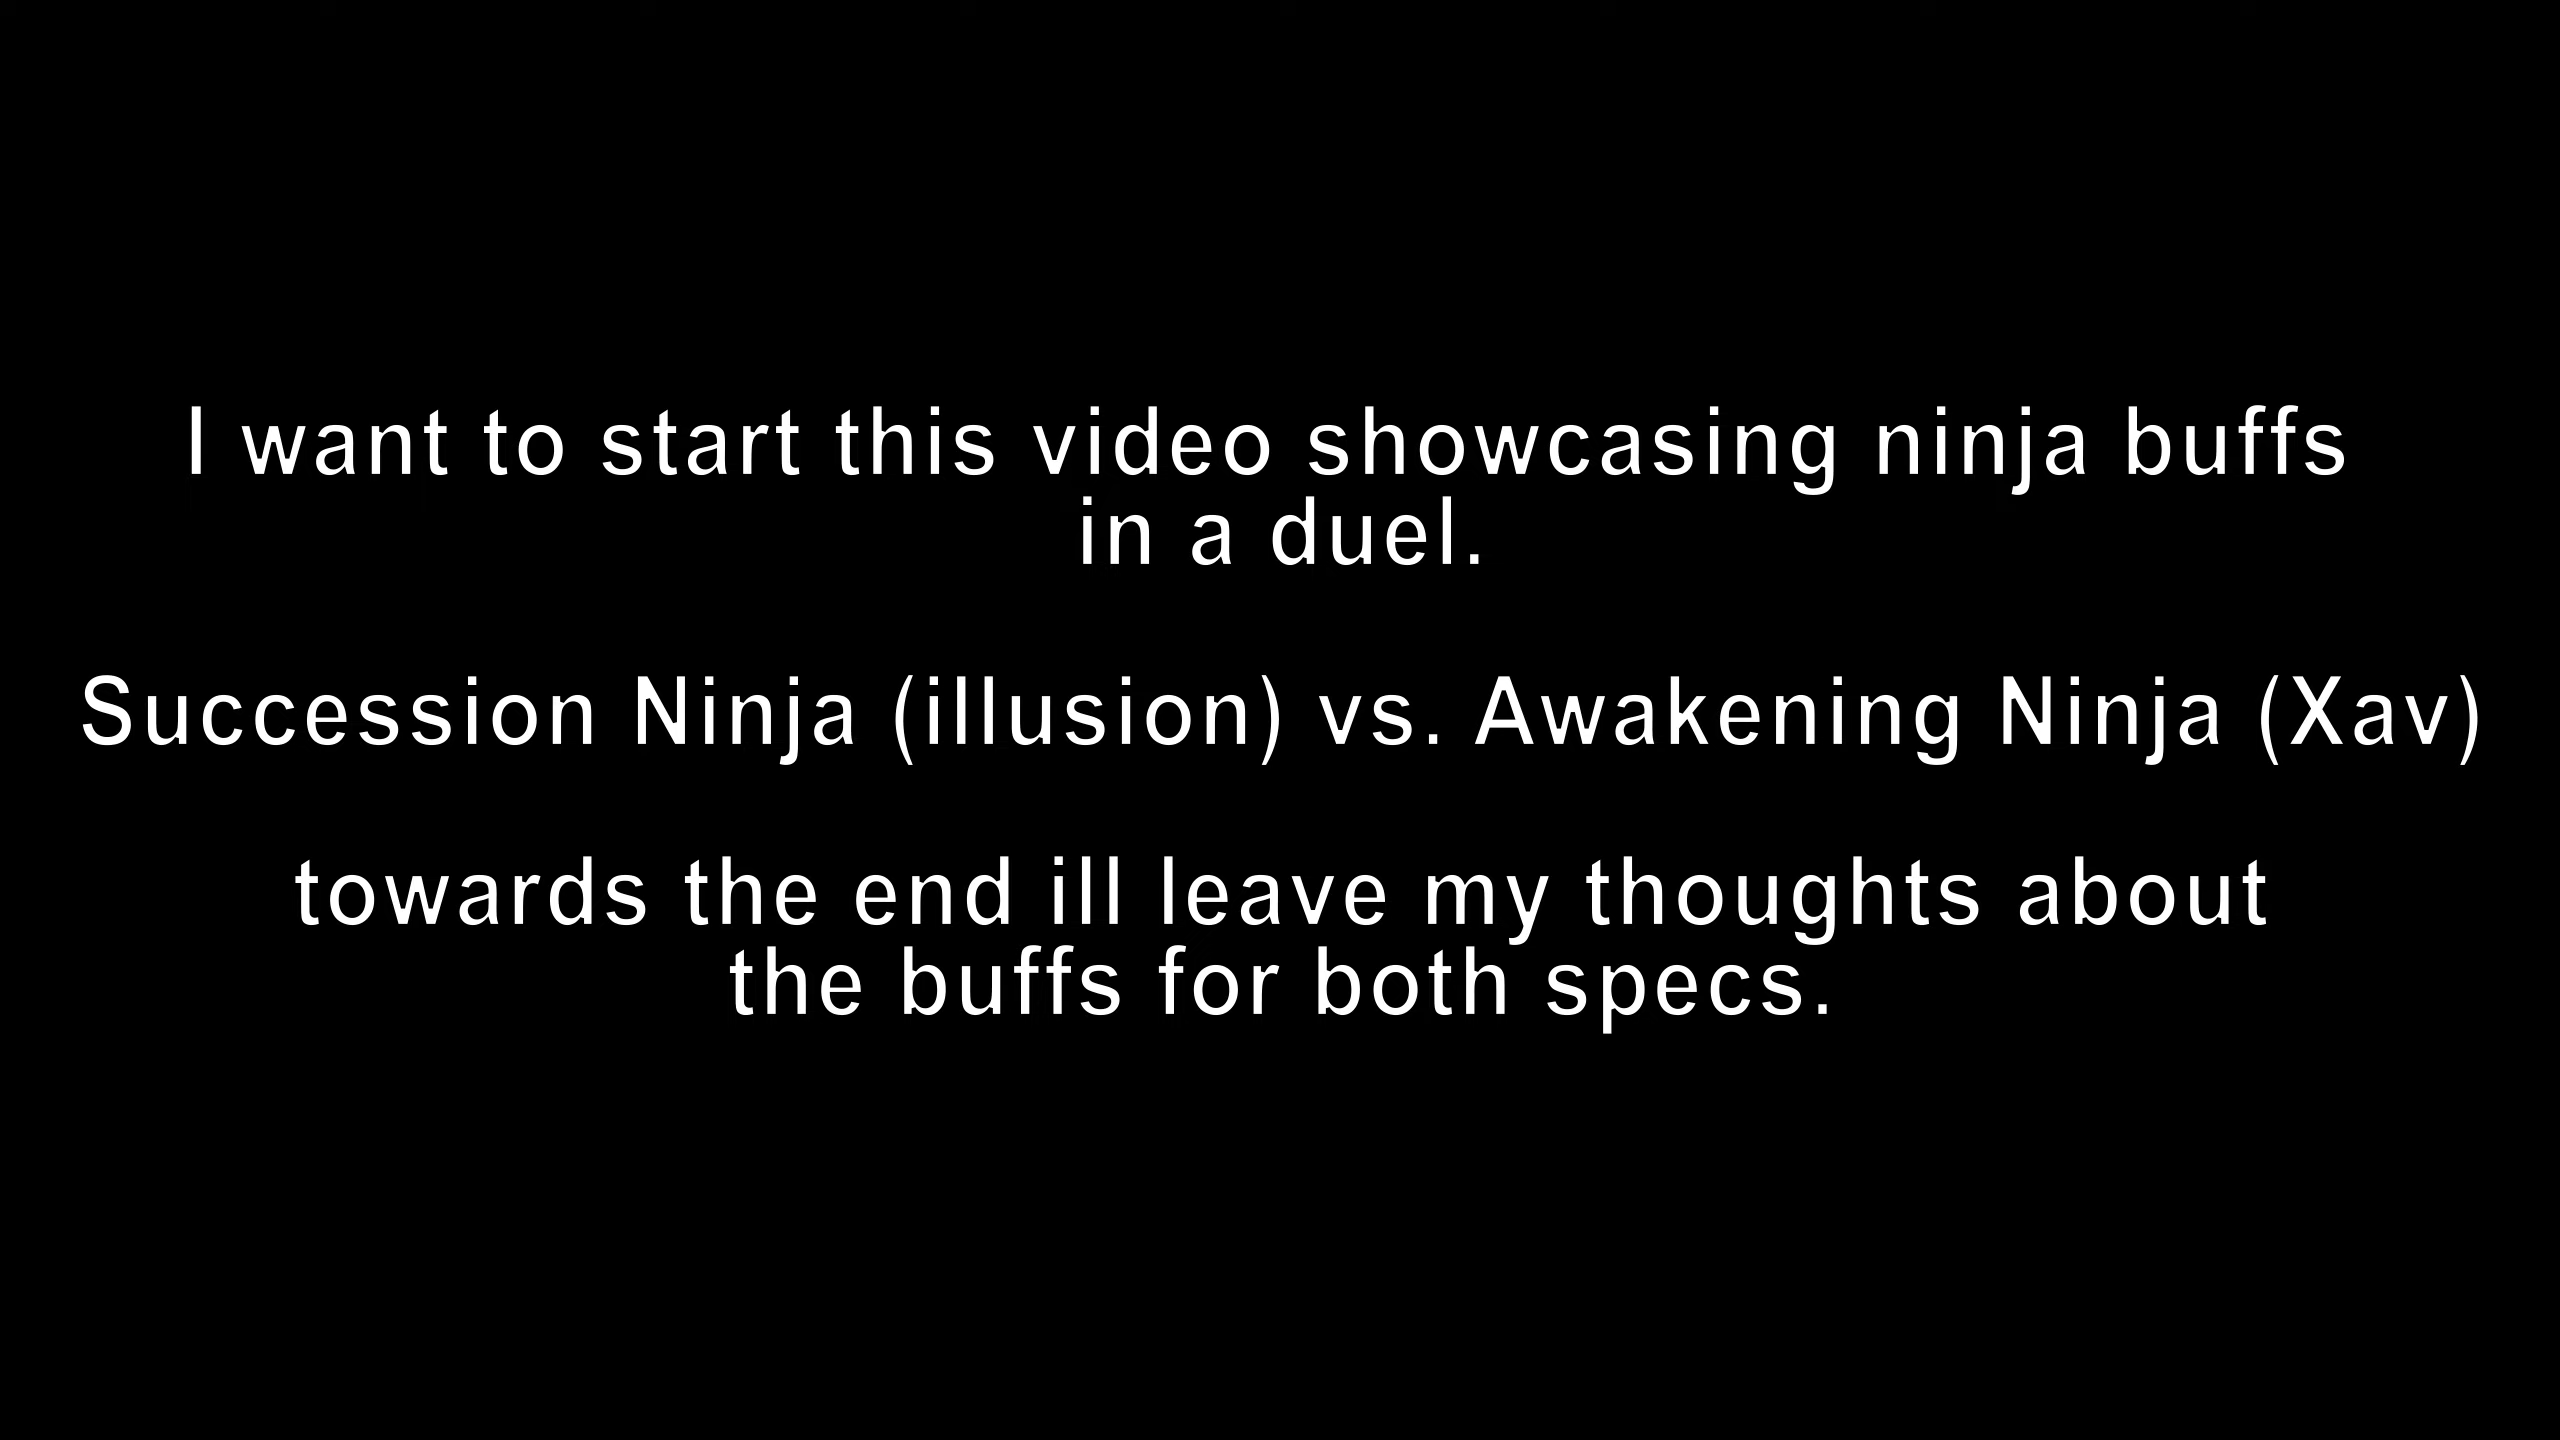 I want to start this video showcasing ninja buffs
in a duel.
Succession Ninja (illusion) vs. Awakening Ninja (Xav)
towards the end ill leave my thoughts about
the buffs for both specs.